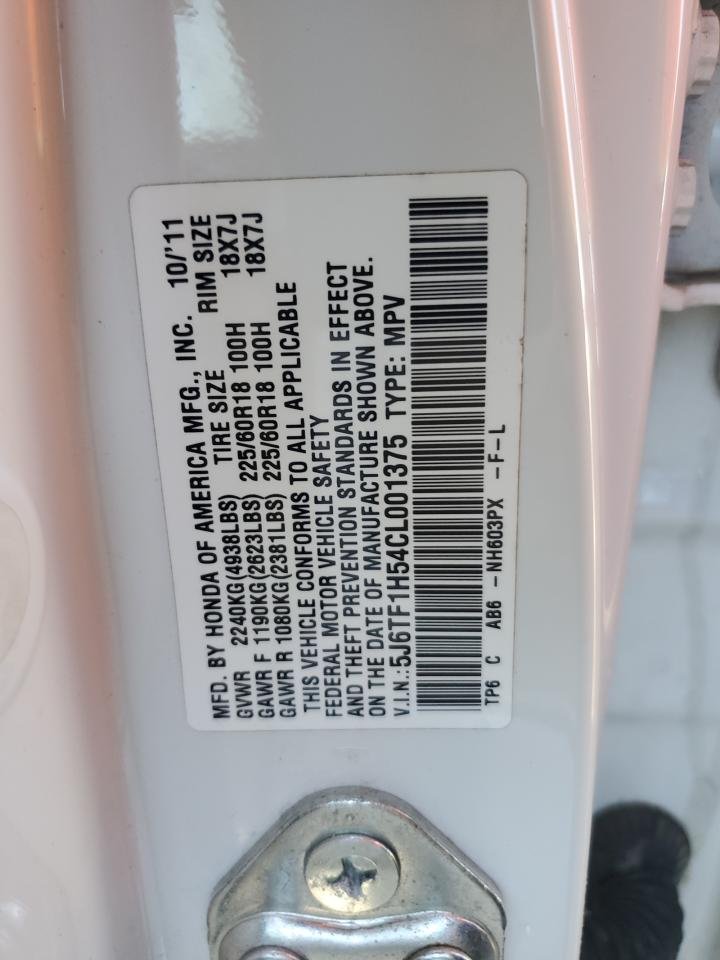 MFD. BY HONDA OF AMERICA MFG., INC. 10/'11
GVWR 2240KG(4938LBS) TIRE SIZE RIM SIZE
GAWR F 1190KG(2623LBS) 225/60R18 100H 18X7J
GAWR R 1080KG(2381LBS) 225/60R18 100H 18X7J
THIS VEHICLE CONFORMS TO ALL APPLICABLE
FEDERAL MOTOR VEHICLE SAFETY
AND THEFT PREVENTION STANDARDS IN EFFECT
ON THE DATE OF MANUFACTURE SHOWN ABOVE.
V.I.N.:5J6TF1H54CL001375 TYPE: MPV
TP6 C AB6 -NH603PX -F-L